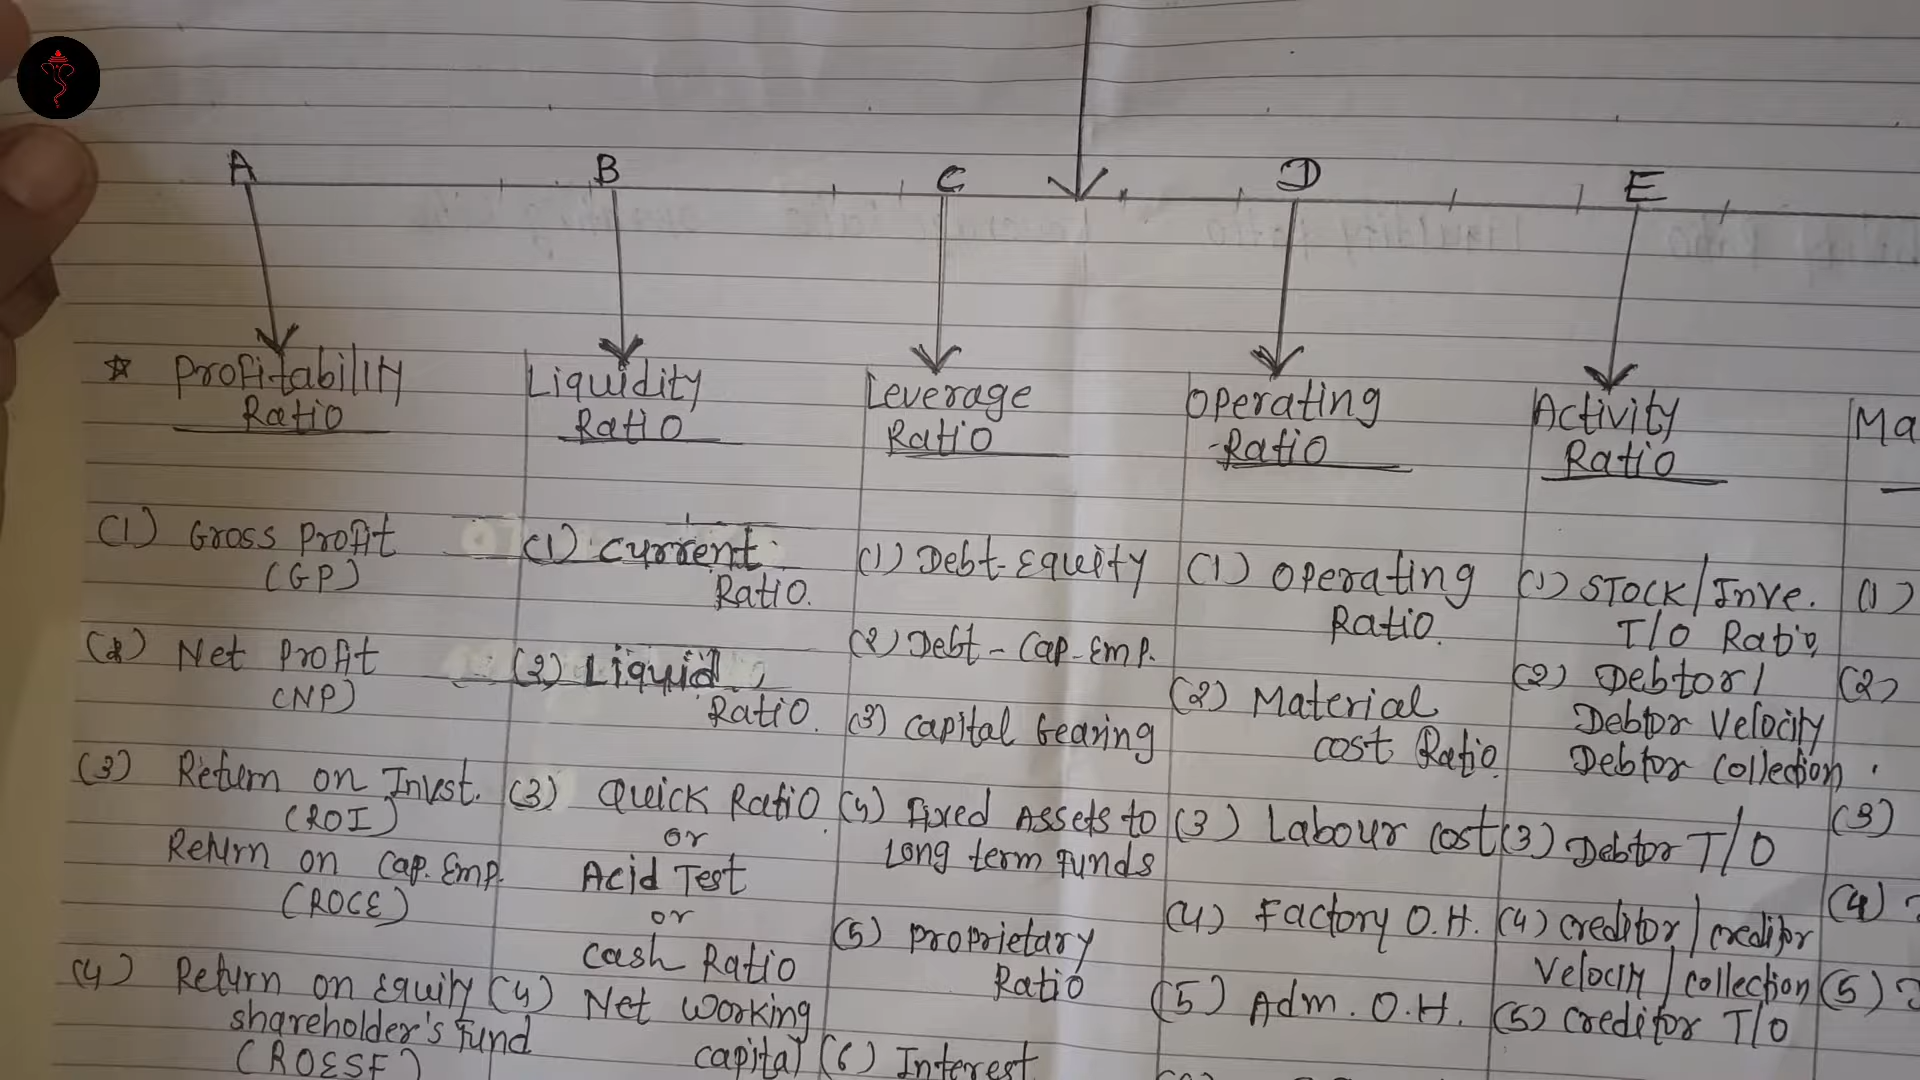 A
B
C
D
E
☆ Profitability
Ratio
(1) Gross Profit
(GP)
(2) Net Profit
(NP)
(3) Return on Invst.
(ROI)
Return on Cap. Emp.
(ROCE)
(4) Return on Equity
shareholder's Fund
(ROESF)
Liquidity
Ratio
(1) Current
Ratio.
(2) Liquid
Ratio.
(3) Quick Ratio
or
Acid Test
or
Cash Ratio
(4) Net Working
capital
Leverage
Ratio
(1) Debt-Equity
(2) Debt - Cap-Emp.
(3) Capital Gearing
(4) Fixed Assets to
Long term funds
(5) Proprietary
Ratio
(6) Interest
Operating
Ratio
(1) Operating
Ratio.
(2) Material
cost Ratio.
(3) Labour cost
(4) Factory O.H.
(5) Adm. O.H.
Activity
Ratio
(1) STOCK/Inve.
T/O Ratio
(2) Debtor/
Debtor Velocity
Debtor Collection.
(3) Debtor T/O
(4) Creditor/creditor
Velocity/collection
(5) Creditor T/O
Ma
(1)
(2)
(3)
(4)
(5)